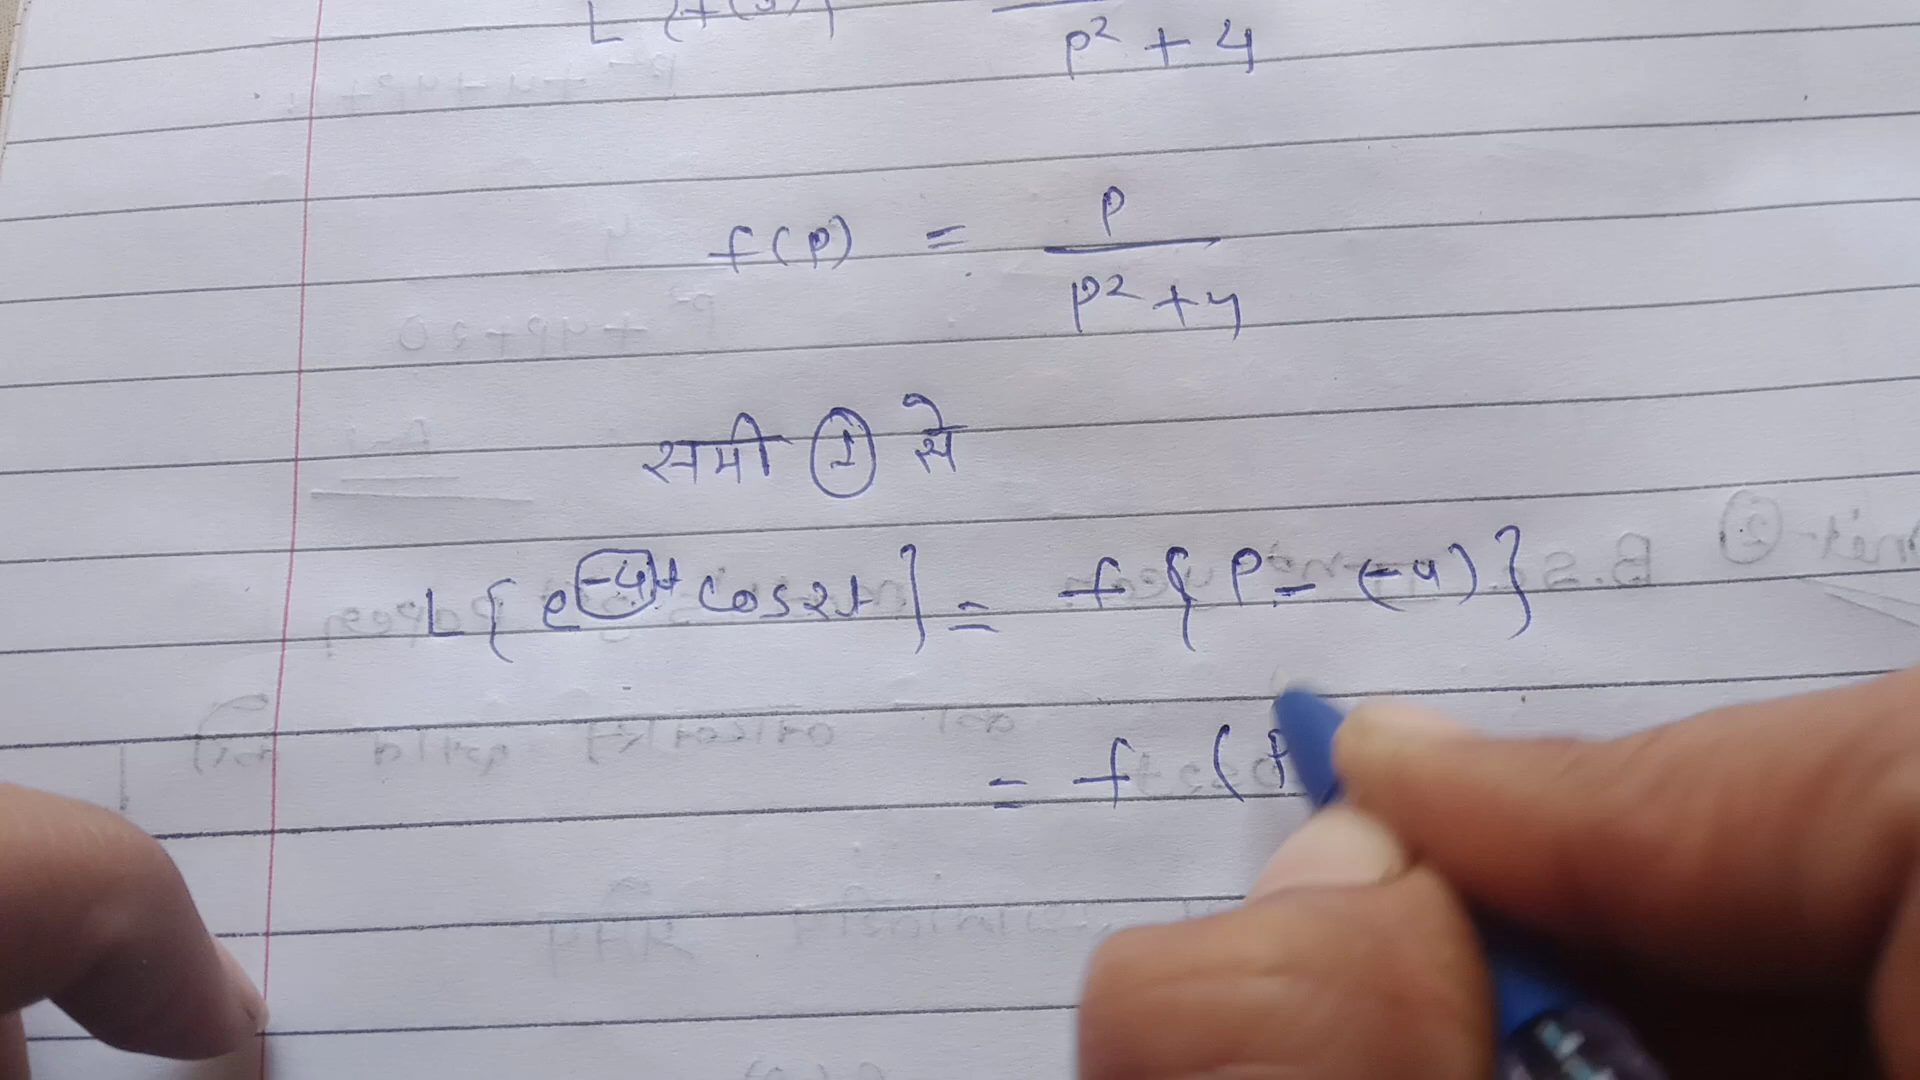 p² + 4
f(p) = p / p² + 4
समी ① से
L{e^-4t cos2t} = f{p - (-4)}
= f (p